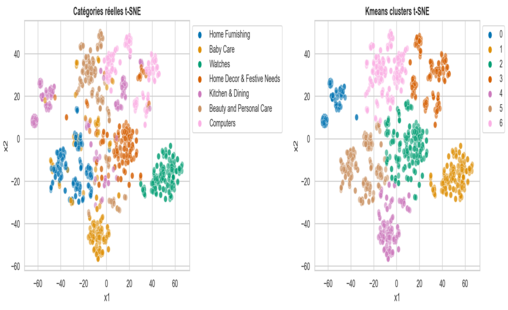 Catégories réelles t-SNE
Home Furnishing
Baby Care
Watches
Home Decor & Festive Needs
Kitchen & Dining
Beauty and Personal Care
Computers
x2
40
20
0
−20
−40
−60
−60 −40 −20 0 20 40 60
x1
Kmeans clusters t-SNE
0
1
2
3
4
5
6
x2
40
20
0
−20
−40
−60
−60 −40 −20 0 20 40 60
x1